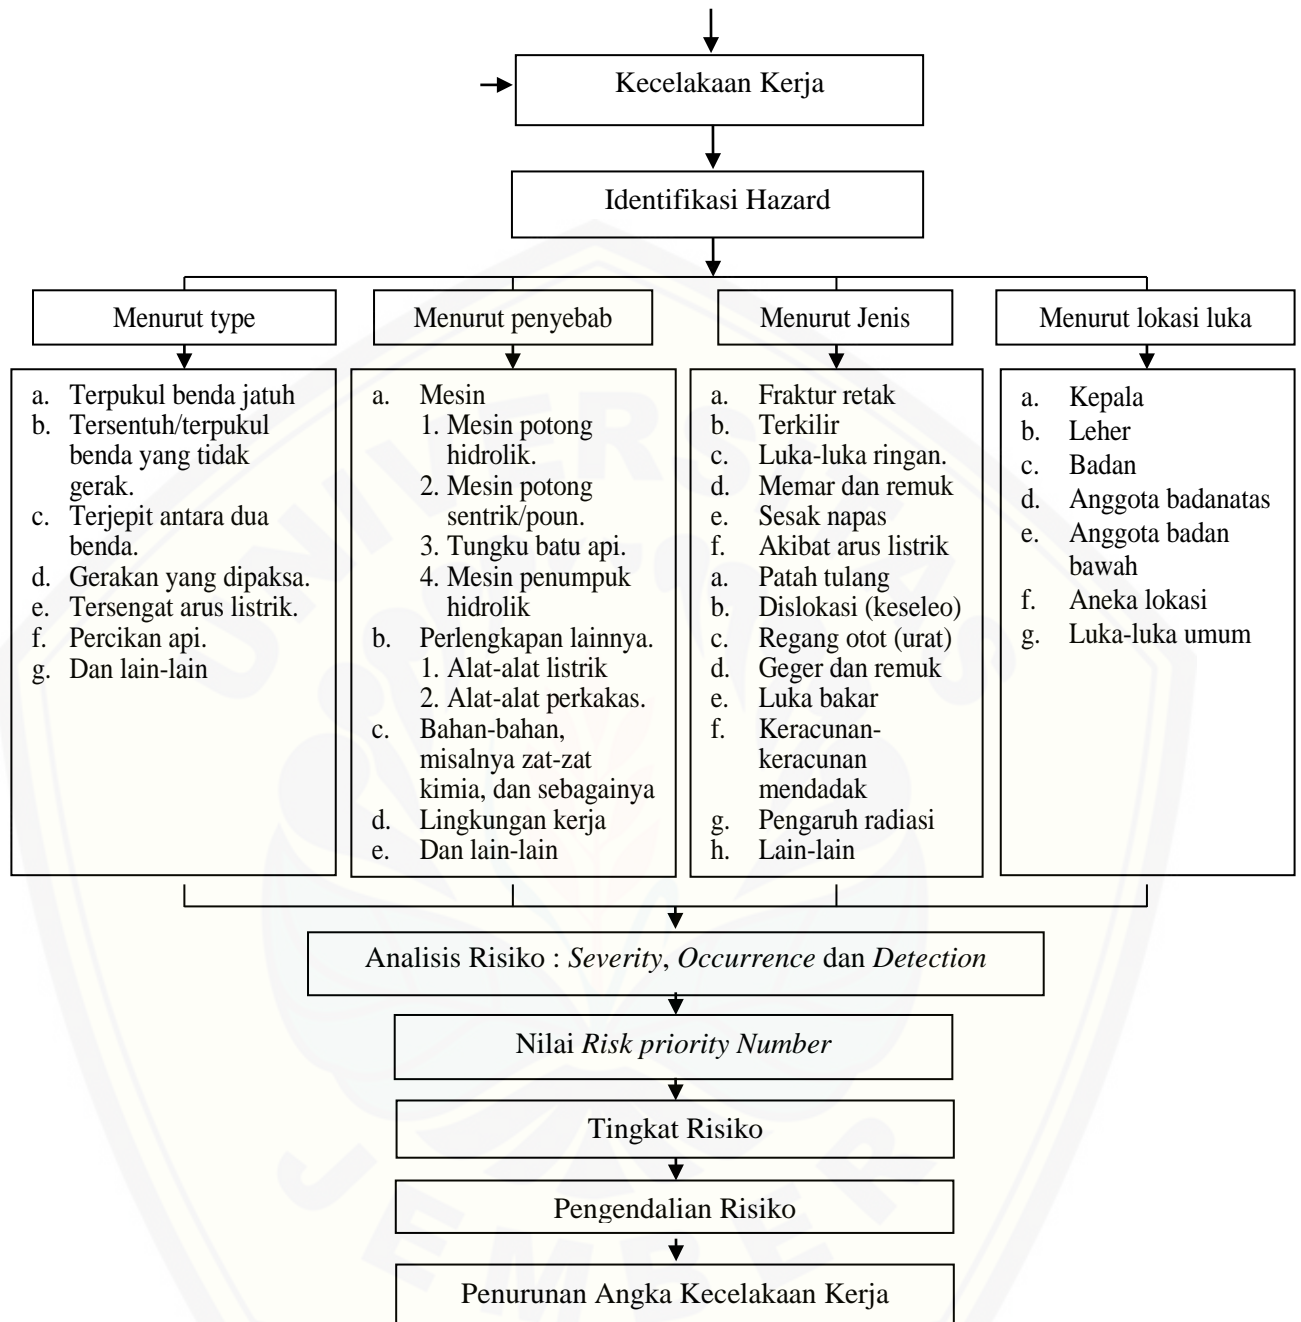 Kecelakaan Kerja
Identifikasi Hazard
Menurut type
Menurut penyebab
Menurut Jenis
Menurut lokasi luka
a. Terpukul benda jatuh
b. Tersentuh/terpukul
benda yang tidak
gerak.
c. Terjepit antara dua
benda.
d. Gerakan yang dipaksa.
e. Tersengat arus listrik.
f. Percikan api.
g. Dan lain-lain
a. Mesin
1. Mesin potong
hidrolik.
2. Mesin potong
sentrik/poun.
3. Tungku batu api.
4. Mesin penumpuk
hidrolik
b. Perlengkapan lainnya.
1. Alat-alat listrik
2. Alat-alat perkakas.
c. Bahan-bahan,
misalnya zat-zat
kimia, dan sebagainya
d. Lingkungan kerja
e. Dan lain-lain
a. Fraktur retak
b. Terkilir
c. Luka-luka ringan.
d. Memar dan remuk
e. Sesak napas
f. Akibat arus listrik
a. Patah tulang
b. Dislokasi (keseleo)
c. Regang otot (urat)
d. Geger dan remuk
e. Luka bakar
f. Keracunan-
keracunan
mendadak
g. Pengaruh radiasi
h. Lain-lain
a. Kepala
b. Leher
c. Badan
d. Anggota badanatas
e. Anggota badan
bawah
f. Aneka lokasi
g. Luka-luka umum
Analisis Risiko : Severity, Occurrence dan Detection
Nilai Risk priority Number
Tingkat Risiko
Pengendalian Risiko
Penurunan Angka Kecelakaan Kerja
UNIVERSITAS
JEMBER